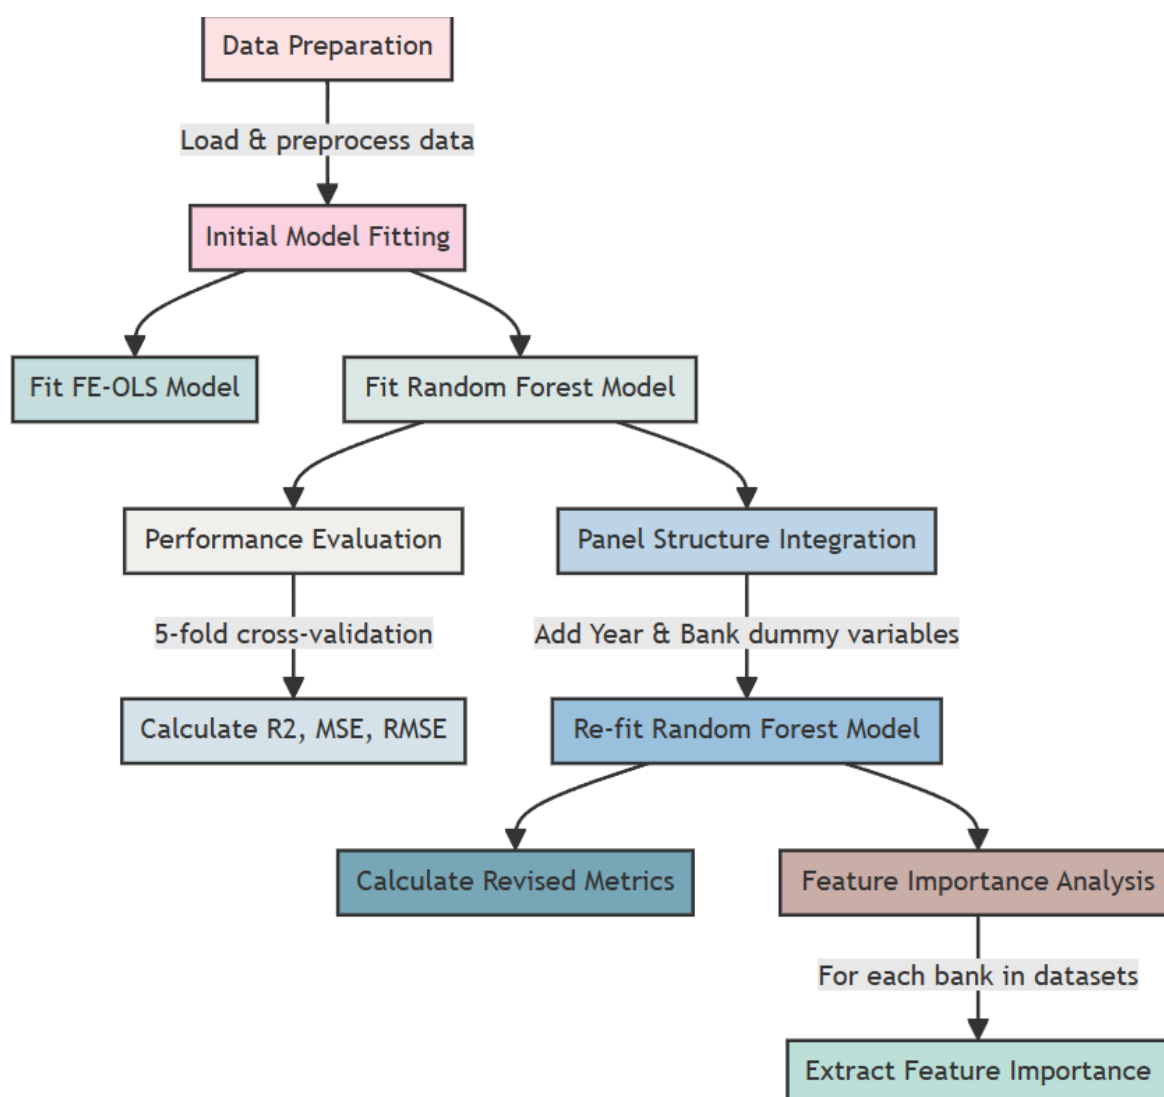 Data Preparation
Load & preprocess data
Initial Model Fitting
Fit FE-OLS Model
Fit Random Forest Model
Performance Evaluation
Panel Structure Integration
5-fold cross-validation
Add Year & Bank dummy variables
Calculate R2, MSE, RMSE
Re-fit Random Forest Model
Calculate Revised Metrics
Feature Importance Analysis
For each bank in datasets
Extract Feature Importance